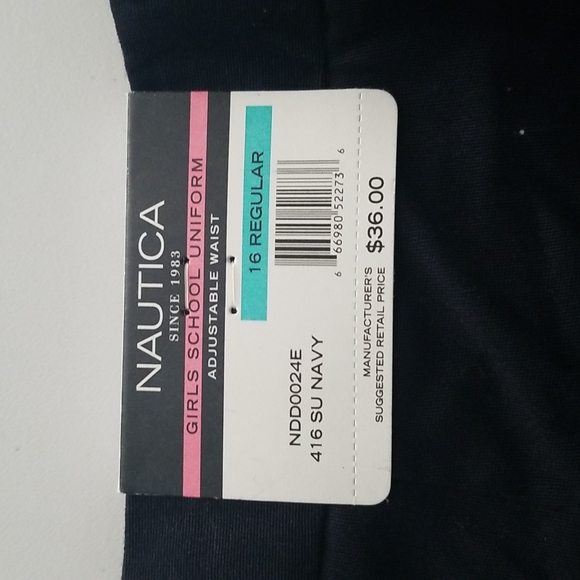 NAUTICA
SINCE 1983
GIRLS SCHOOL UNIFORM
ADJUSTABLE WAIST
16 REGULAR
6 66980 52273 6
NDD0024E
416 SU NAVY
MANUFACTURER'S
SUGGESTED RETAIL PRICE $36.00